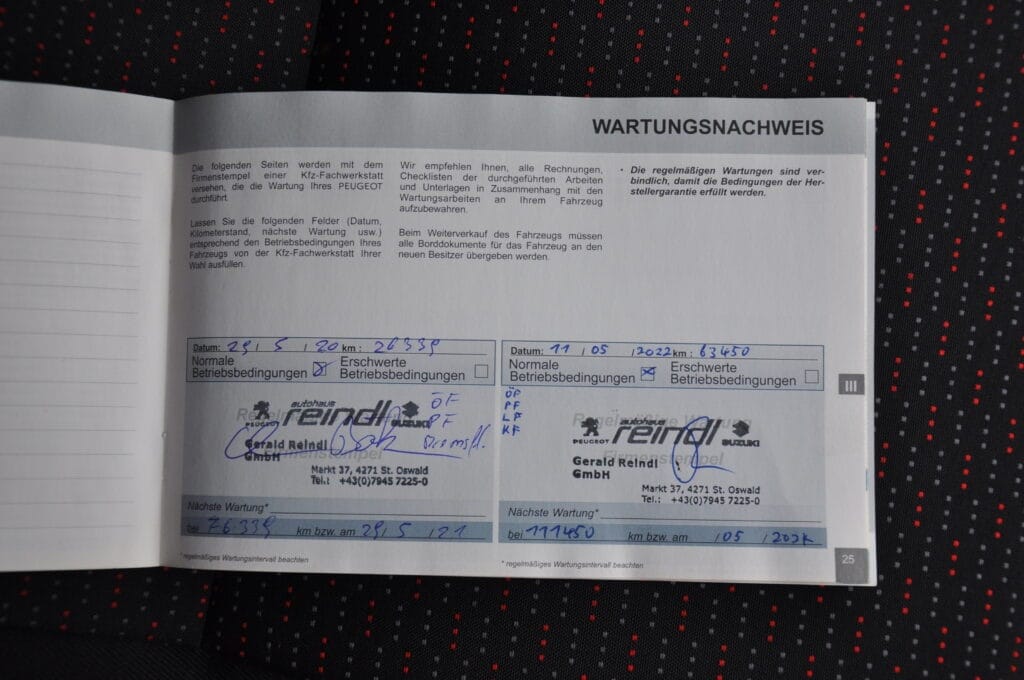 WARTUNGSNACHWEIS
Die folgenden Seiten werden mit dem
Firmenstempel einer Kfz-Fachwerkstatt
versehen, die die Wartung Ihres PEUGEOT
durchführt.
Lassen Sie die folgenden Felder (Datum,
Kilometerstand, nächste Wartung usw.)
entsprechend den Betriebsbedingungen Ihres
Fahrzeugs von der Kfz-Fachwerkstatt Ihrer
Wahl ausfüllen.
Wir empfehlen Ihnen, alle Rechnungen,
Checklisten der durchgeführten Arbeiten
und Unterlagen in Zusammenhang mit den
Wartungsarbeiten an Ihrem Fahrzeug
aufzubewahren.
Beim Weiterverkauf des Fahrzeugs müssen
alle Borddokumente für das Fahrzeug an den
neuen Besitzer übergeben werden.
• Die regelmäßigen Wartungen sind ver-
bindlich, damit die Bedingungen der Her-
stellergarantie erfüllt werden.
Datum: 29 / 5 / 20 km : 26339
Normale
Betriebsbedingungen
Erschwerte
Betriebsbedingungen
ÖF
PF
autohaus
reindl
PEUGEOT
SUZUKI
Gerald Reindl
GmbH
Firmenstempel
Markt 37, 4271 St. Oswald
Tel.: +43(0)7945 7225-0
Nächste Wartung*
bei 76339 km bzw. am 29 / 5 / 21
* regelmäßiges Wartungsintervall beachten
Datum: 11 / 05 / 2022 km : 63450
Normale
Betriebsbedingungen
Erschwerte
Betriebsbedingungen
ÖF
PF
LF
KF
Regelmäßige Wartung
autohaus
reindl
PEUGEOT
SUZUKI
Gerald Reindl
GmbH
Firmenstempel
Markt 37, 4271 St. Oswald
Tel.: +43(0)7945 7225-0
Nächste Wartung*
bei 111450 km bzw. am / 05 /
* regelmäßiges Wartungsintervall beachten
III
25